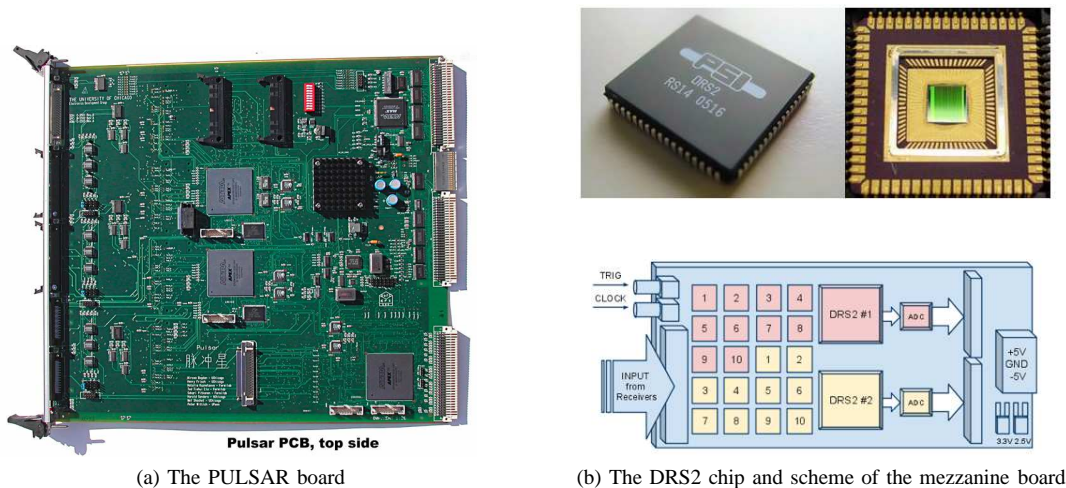 THE UNIVERSITY OF CHICAGO
Pulsar
脉冲星
Pulsar PCB, top side
(a) The PULSAR board
PSI
DRS2
RS14 0516
TRIG
CLOCK
INPUT
from
Receivers
1 2 3 4
5 6 7 8
9 10 1 2
3 4 5 6
7 8 9 10
DRS2 #1
ADC
DRS2 #2
ADC
+5V
GND
-5V
3.3V 2.5V
(b) The DRS2 chip and scheme of the mezzanine board